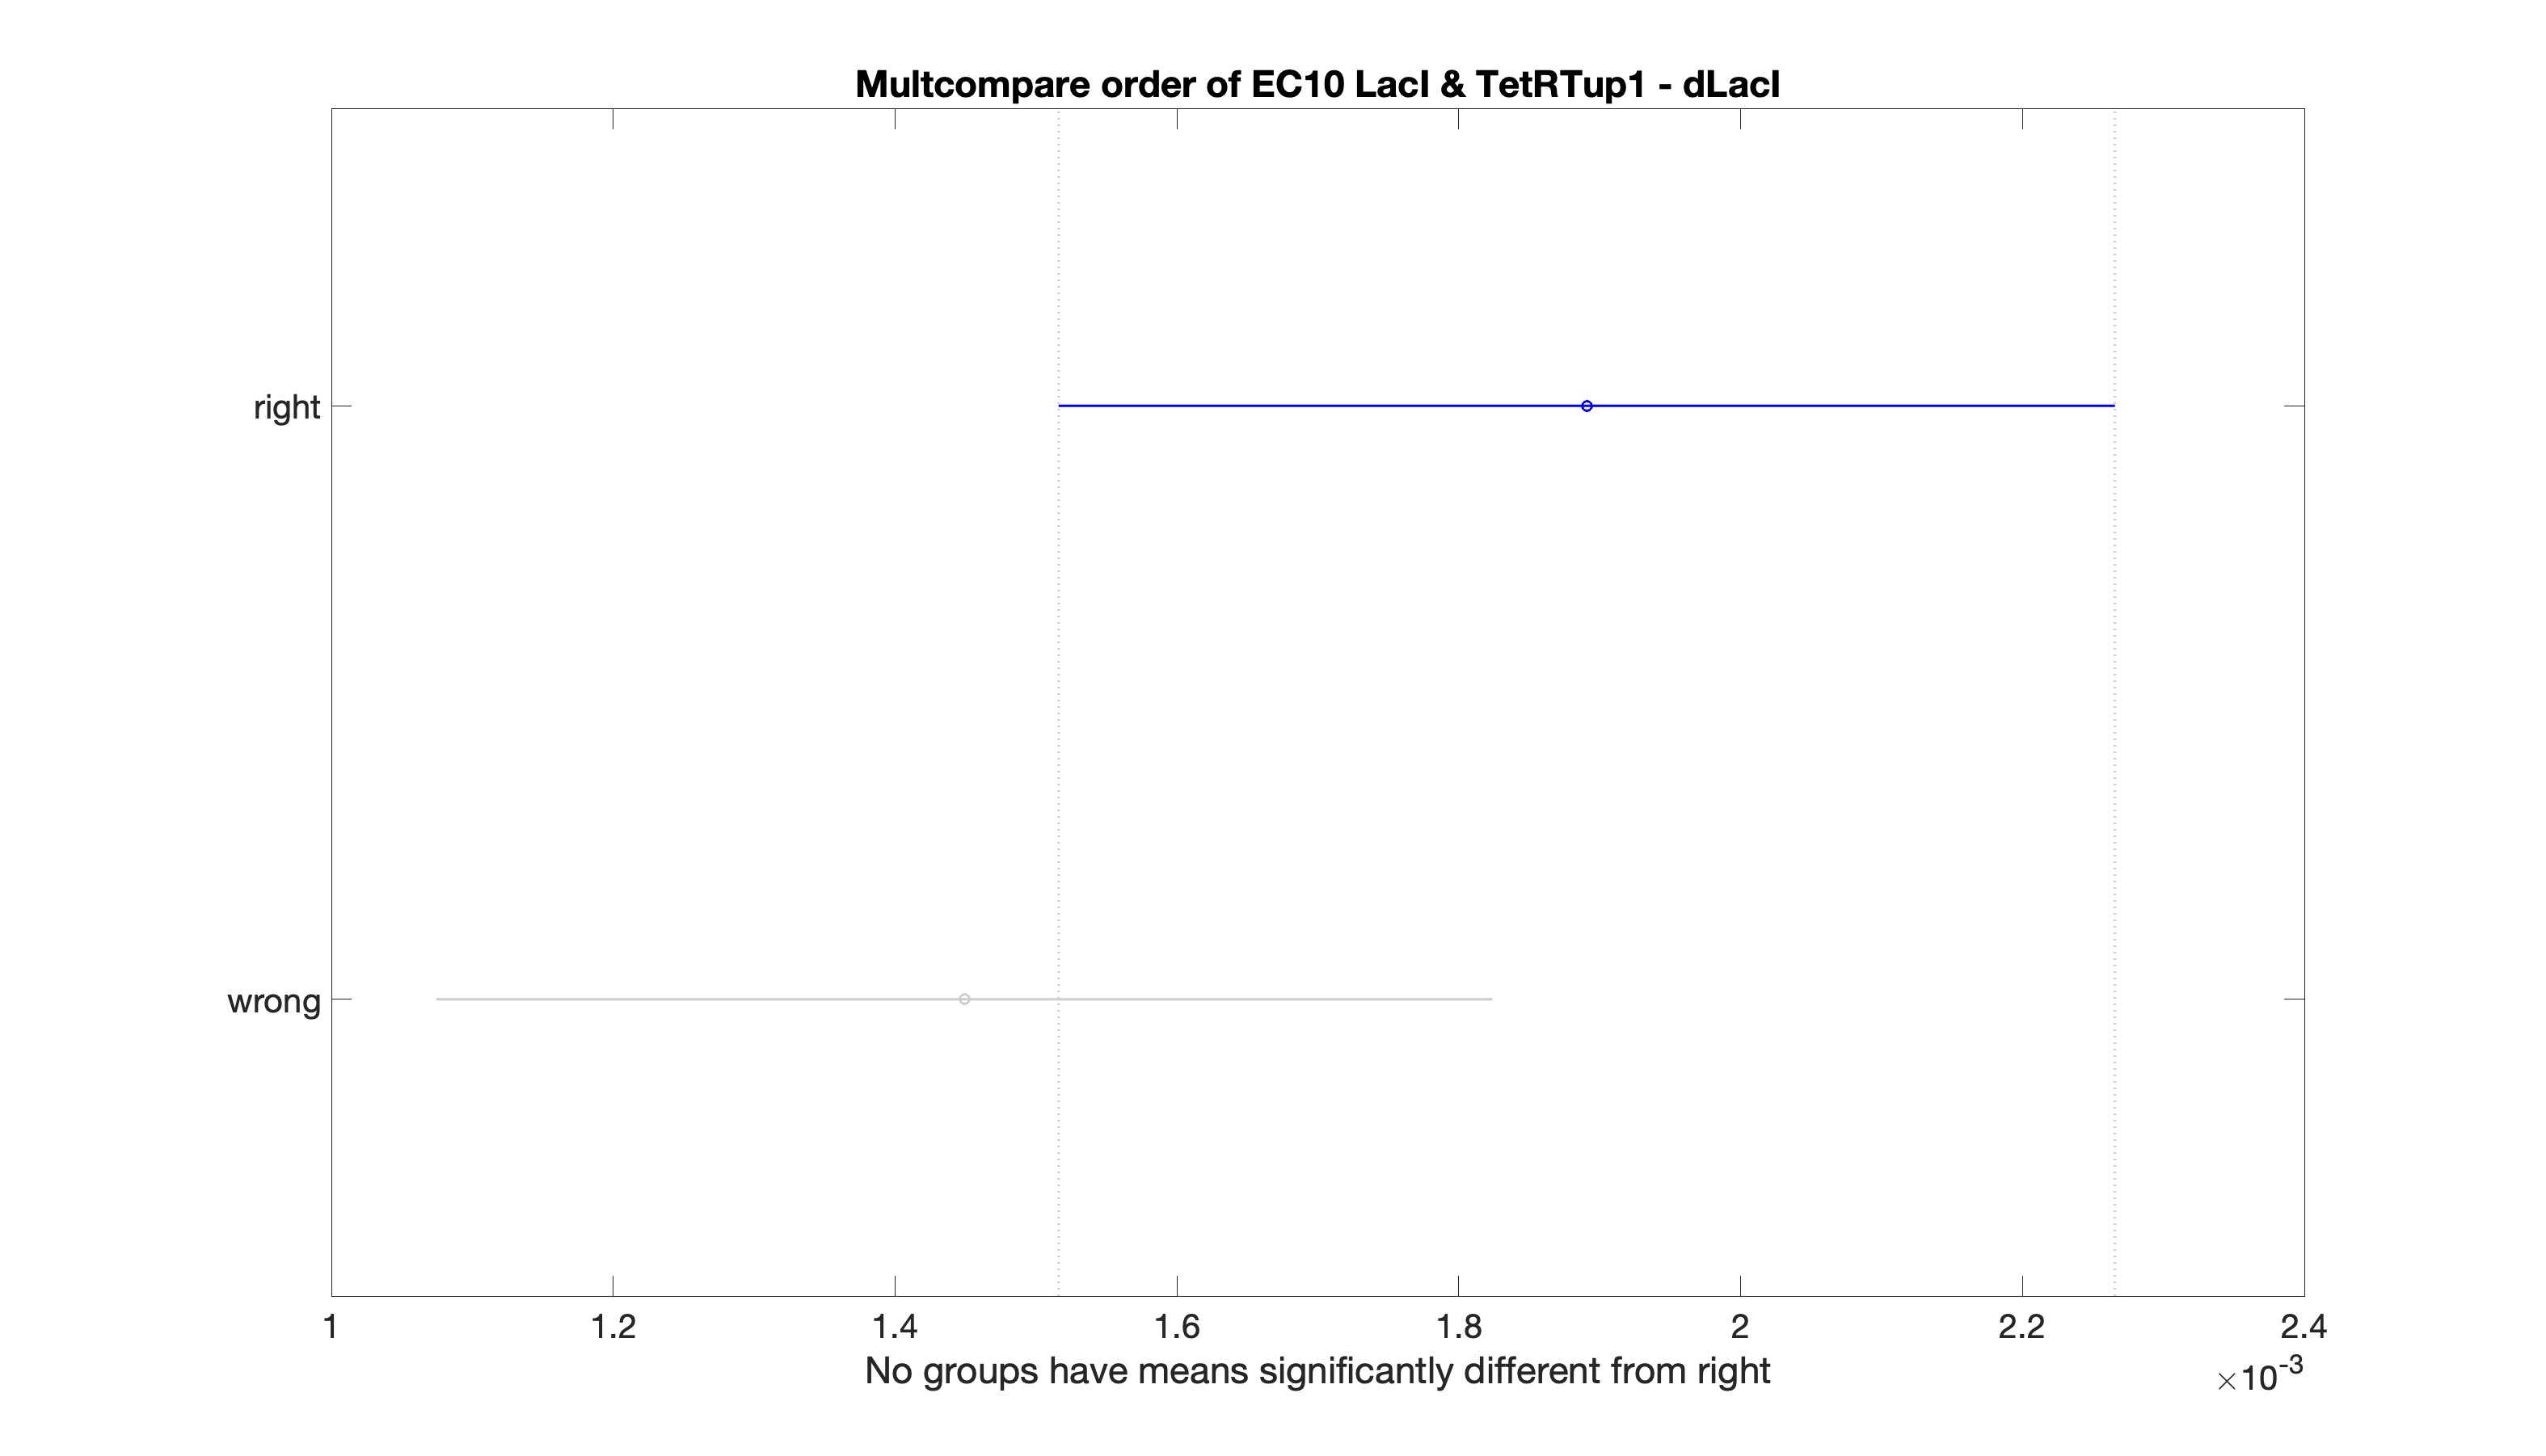 Multcompare order of EC10 LacI & TetRTup1 - dLacI
right
wrong
1 1.2 1.4 1.6 1.8 2 2.2 2.4
No groups have means significantly different from right
×10⁻³